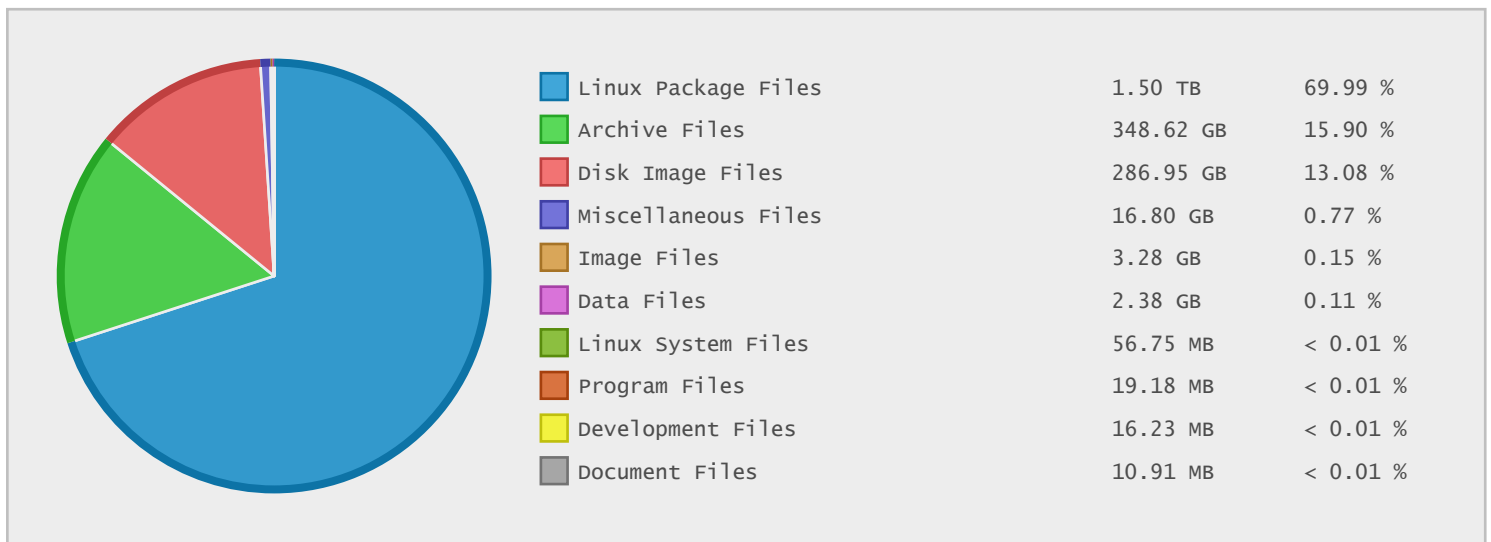 Linux Package Files 1.50 TB 69.99 %
Archive Files 348.62 GB 15.90 %
Disk Image Files 286.95 GB 13.08 %
Miscellaneous Files 16.80 GB 0.77 %
Image Files 3.28 GB 0.15 %
Data Files 2.38 GB 0.11 %
Linux System Files 56.75 MB < 0.01 %
Program Files 19.18 MB < 0.01 %
Development Files 16.23 MB < 0.01 %
Document Files 10.91 MB < 0.01 %